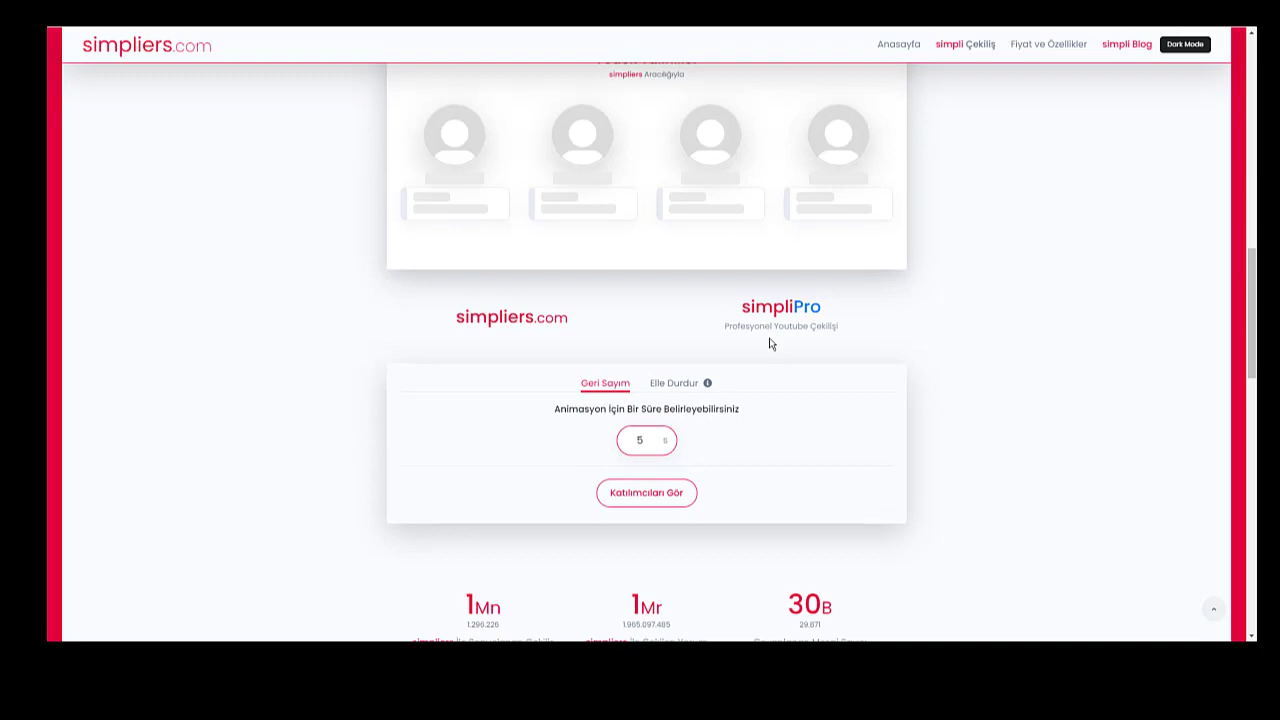 simpliers.com
Anasayfa simpli Çekiliş Fiyat ve Özellikler simpli Blog Dark Mode
simpliers Aracılığıyla
simpliers.com
simpliPro
Profesyonel Youtube Çekilişi
Geri Sayım Elle Durdur
Animasyon İçin Bir Süre Belirleyebilirsiniz
5 s
Katılımcıları Gör
1Mn 1Mr 30B
1.296.226 1.965.097.485 29.871